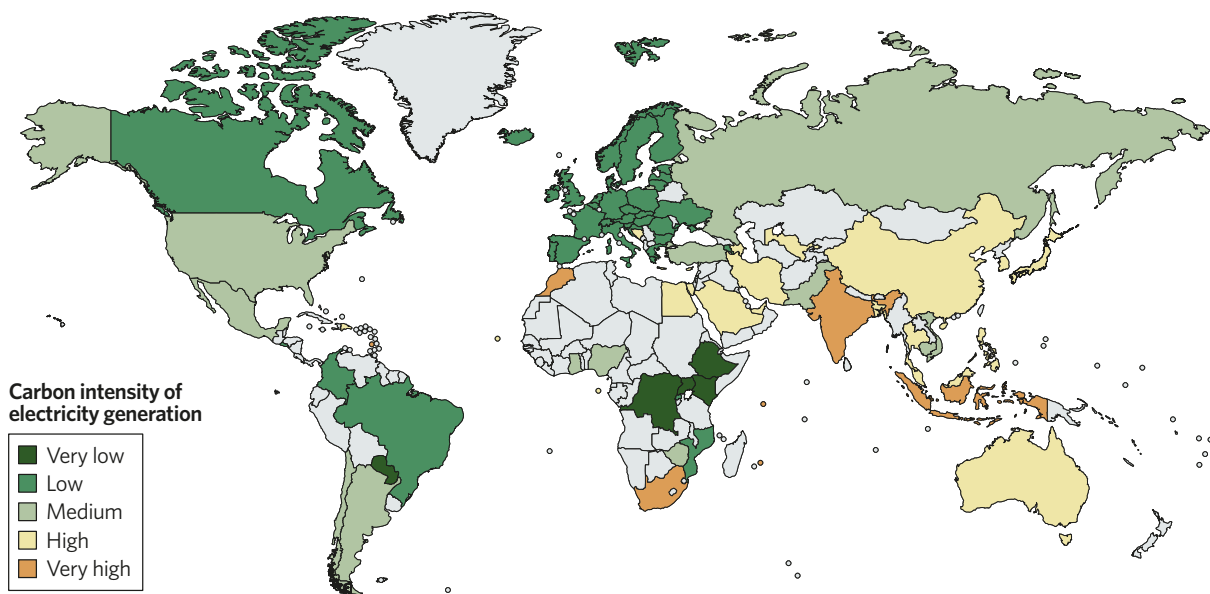 Carbon intensity of
electricity generation
Very low
Low
Medium
High
Very high